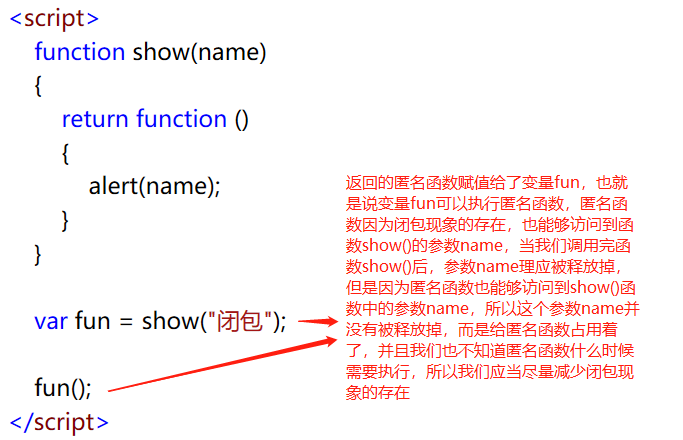 <script>
function show(name)
{
return function ()
{
alert(name);
}
}
var fun = show("闭包");
fun();
</script>
返回的匿名函数赋值给了变量fun，也就
是说变量fun可以执行匿名函数，匿名函
数因为闭包现象的存在，也能够访问到函
数show()的参数name，当我们调用完函
数show()后，参数name理应被释放掉，
但是因为匿名函数也能够访问到show()函
数中的参数name，所以这个参数name并
没有被释放掉，而是给匿名函数占用着
了，并且我们也不知道匿名函数什么时候
需要执行，所以我们应当尽量减少闭包现
象的存在